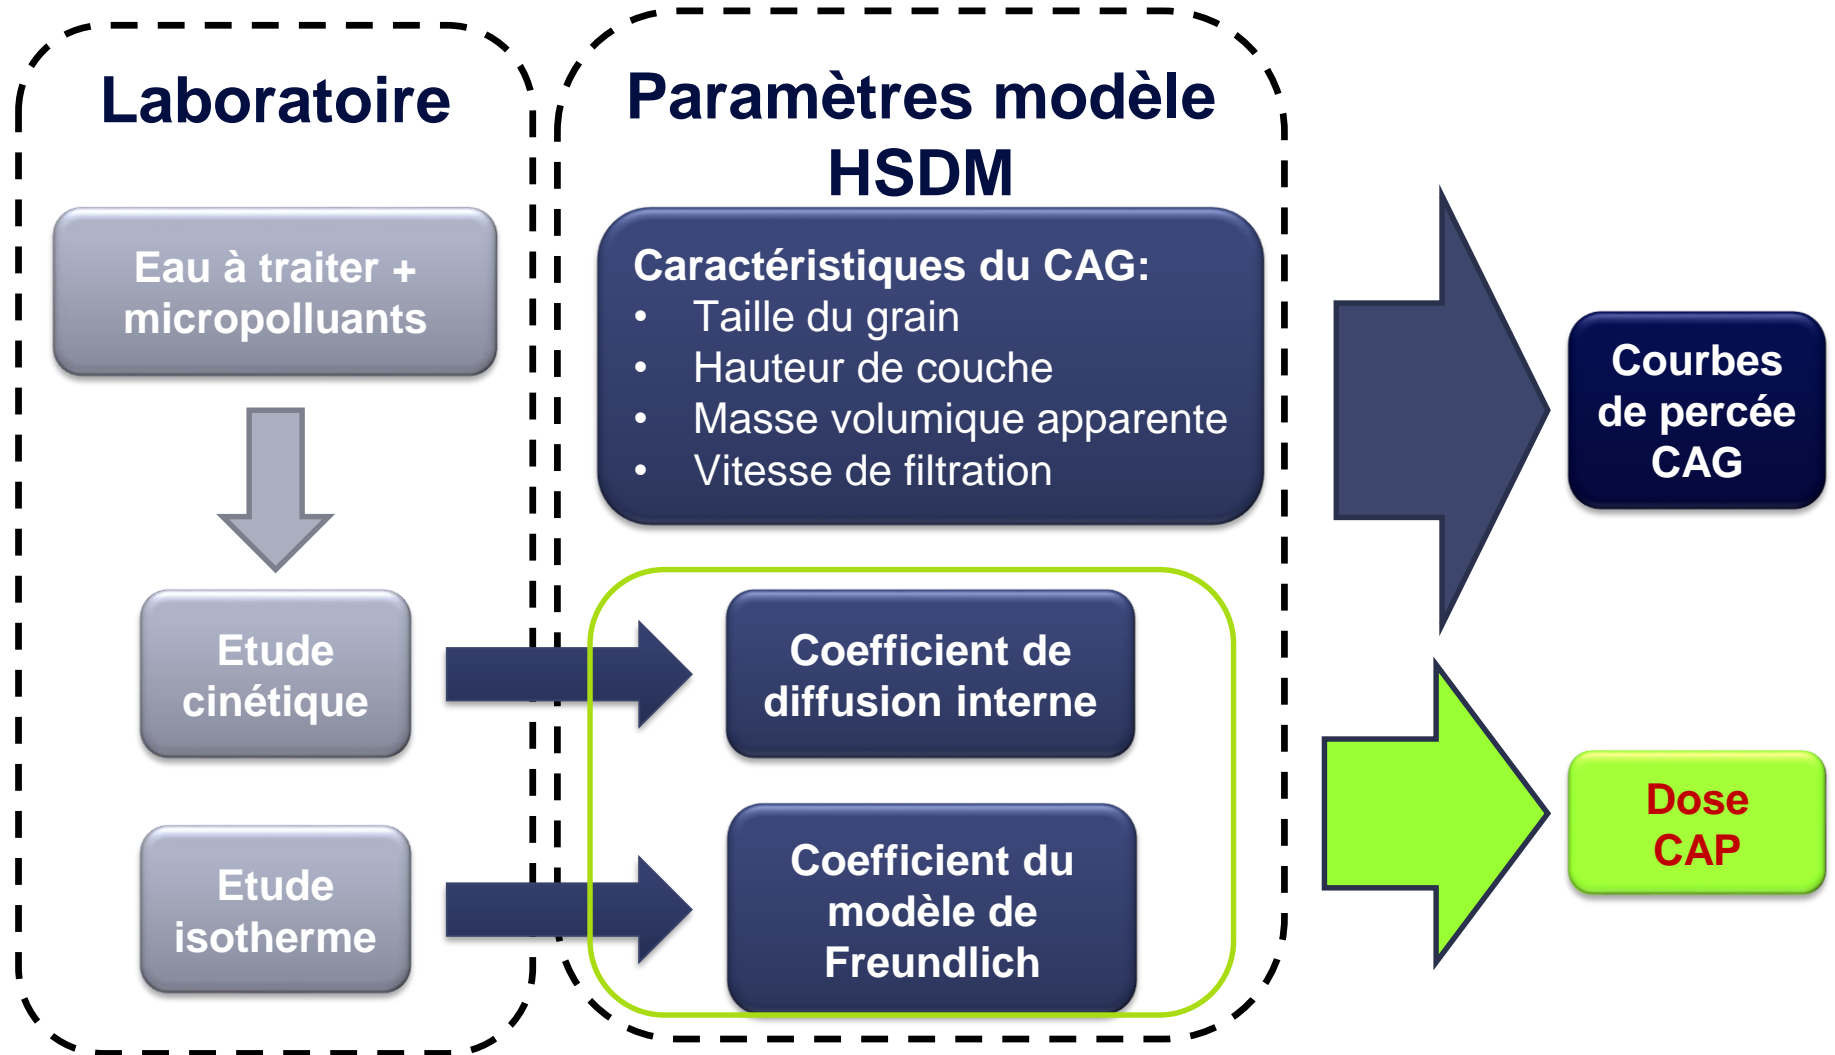 Laboratoire
Eau à traiter +
micropolluants
Etude
cinétique
Etude
isotherme
Paramètres modèle
HSDM
Caractéristiques du CAG:
• Taille du grain
• Hauteur de couche
• Masse volumique apparente
• Vitesse de filtration
Coefficient de
diffusion interne
Coefficient du
modèle de
Freundlich
Courbes
de percée
CAG
Dose
CAP